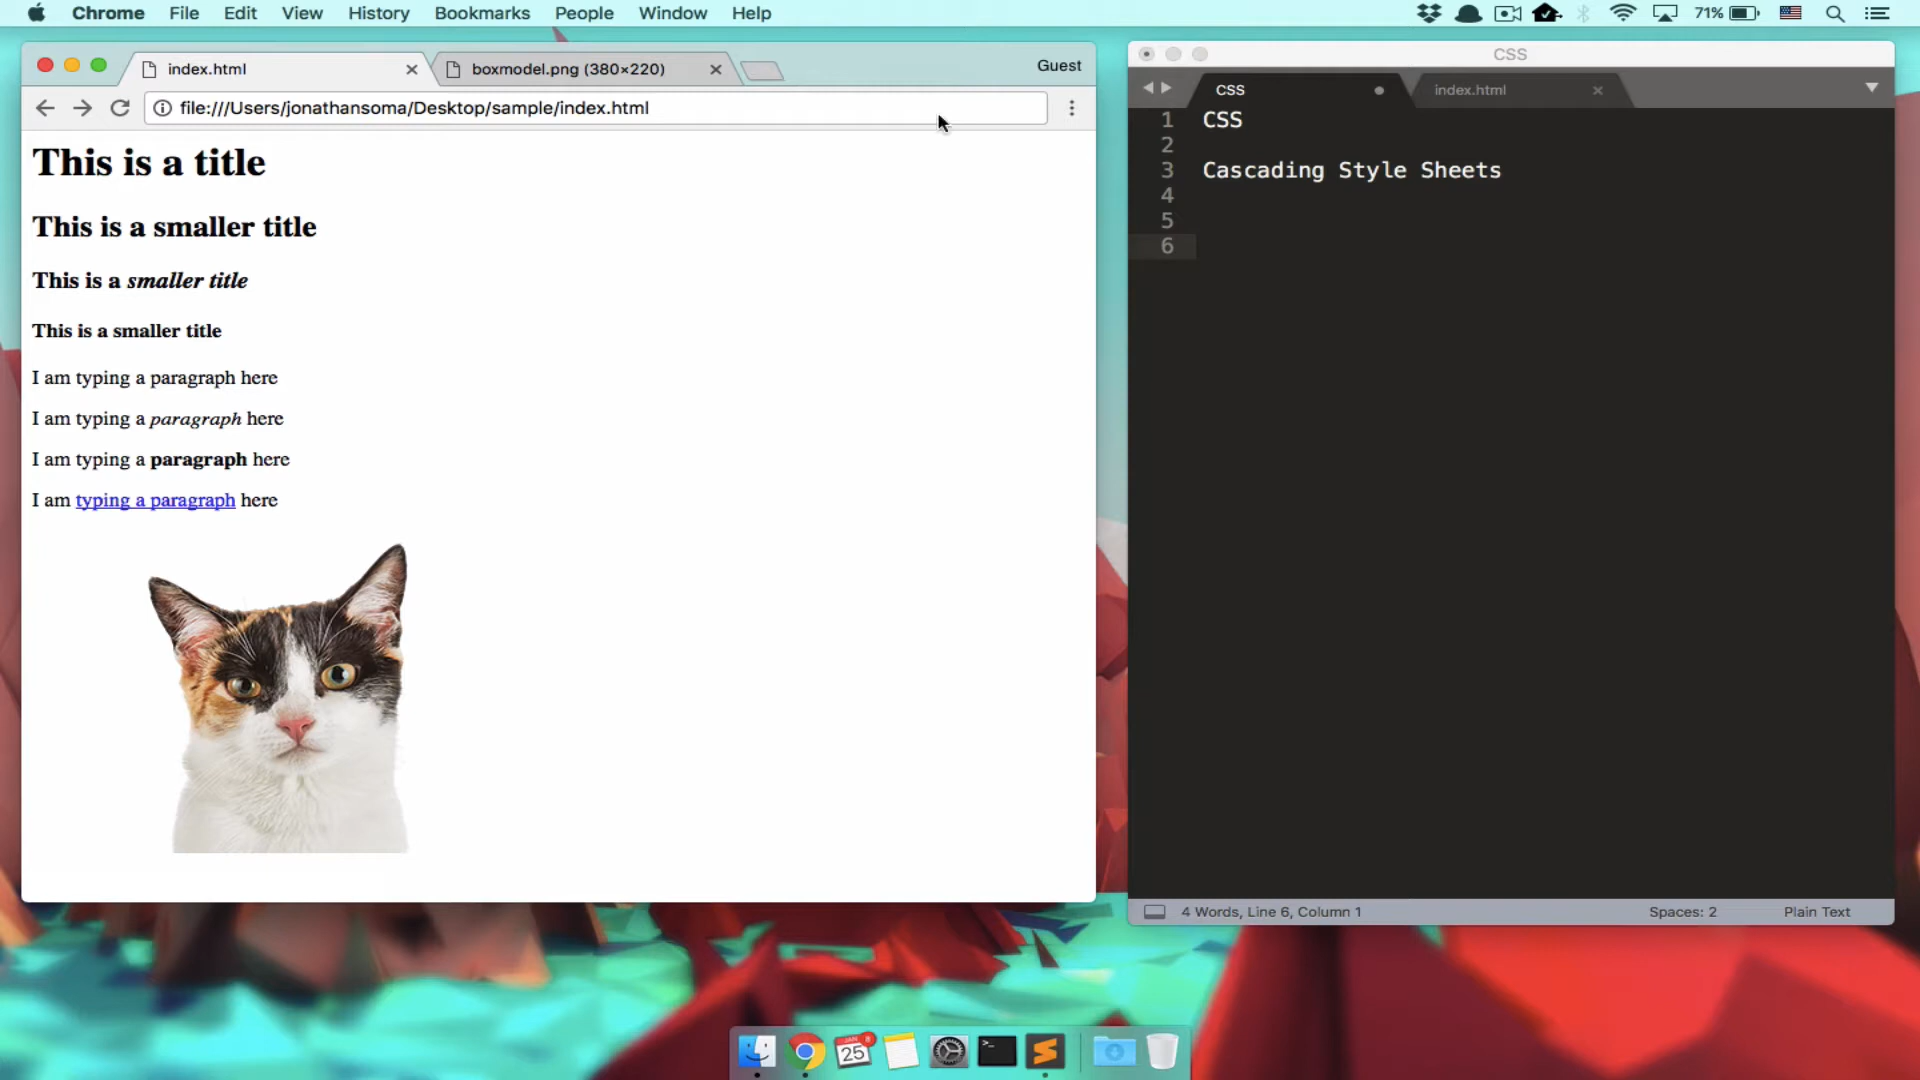 Chrome File Edit View History Bookmarks People Window Help 71%
index.html boxmodel.png (380×220) Guest
file:///Users/jonathansoma/Desktop/sample/index.html
This is a title
This is a smaller title
This is a smaller title
This is a smaller title
I am typing a paragraph here
I am typing a paragraph here
I am typing a paragraph here
I am typing a paragraph here
CSS
CSS index.html
1 CSS
2
3 Cascading Style Sheets
4
5
6
4 Words, Line 6, Column 1 Spaces: 2 Plain Text
JAN 8
25